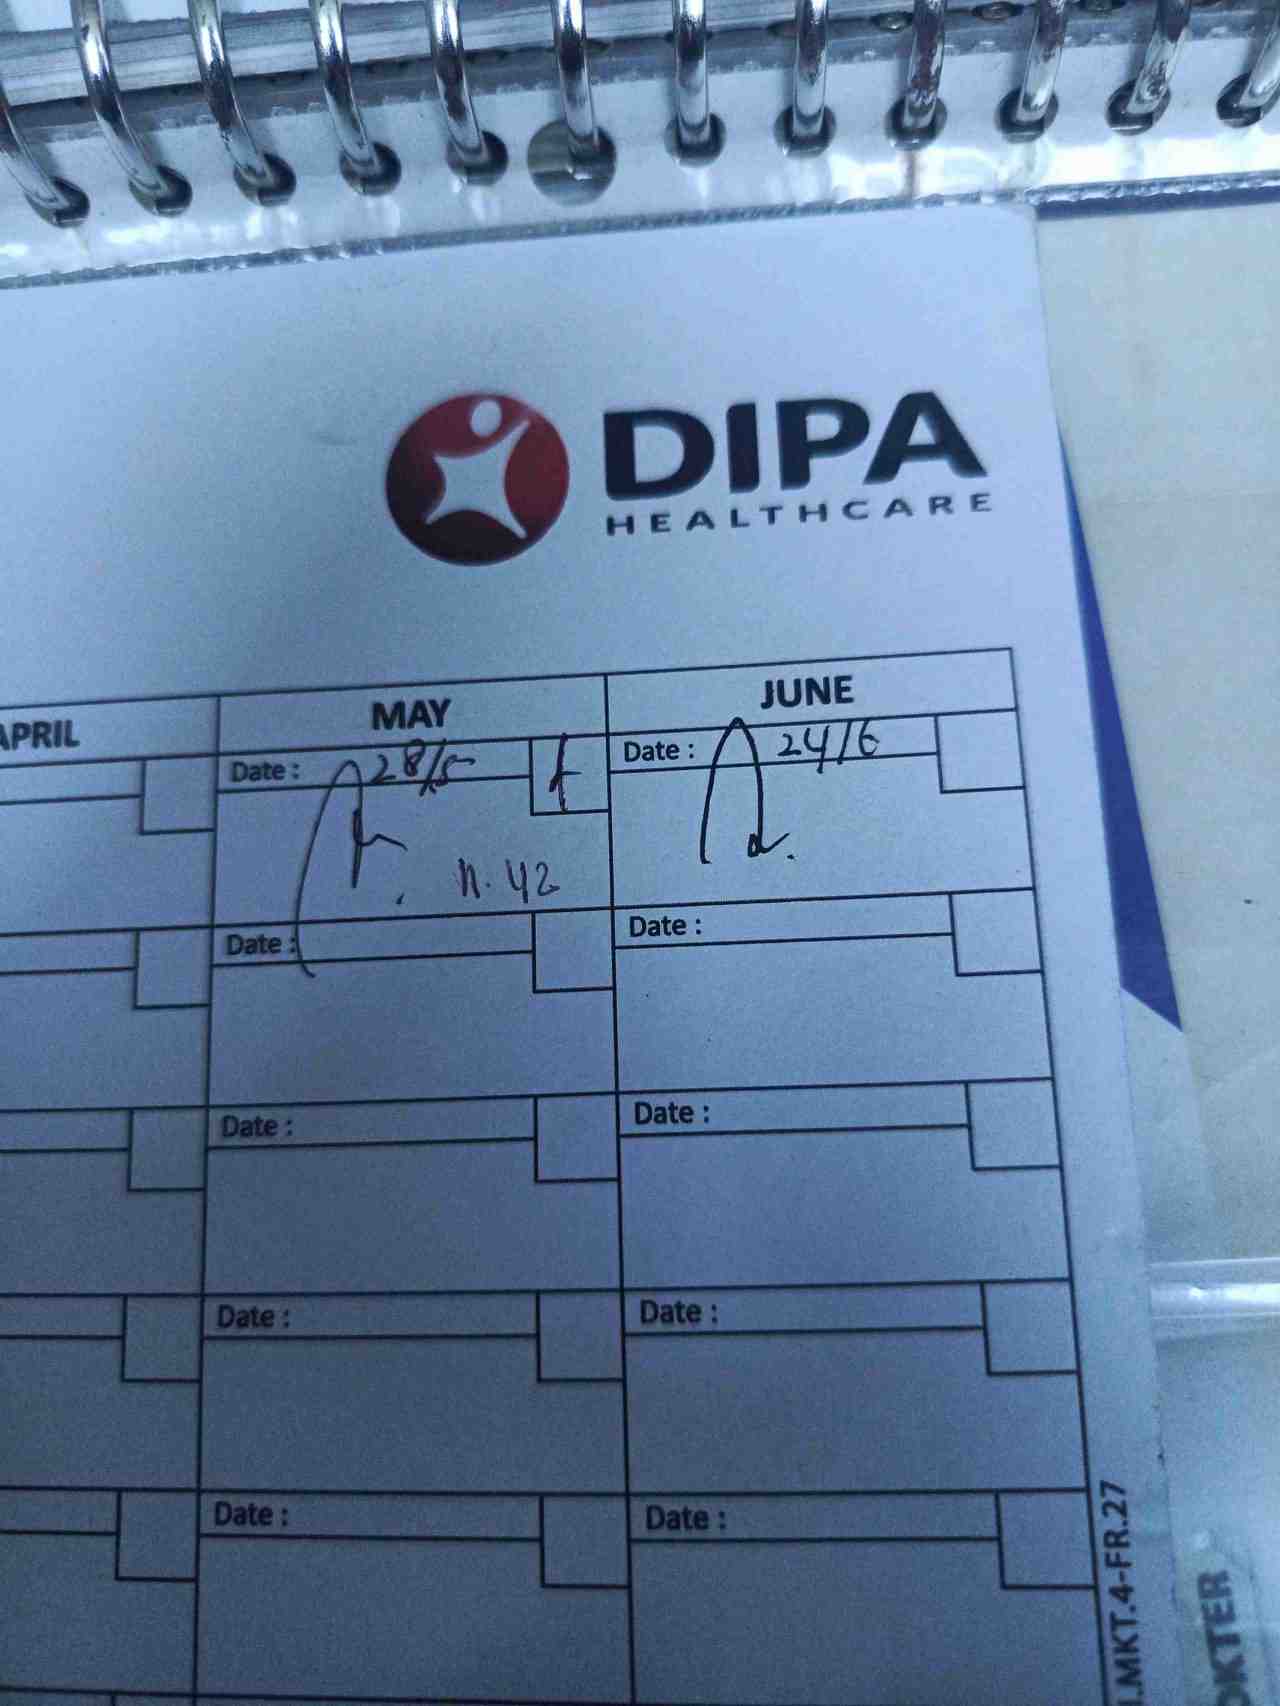 DIPA
HEALTHCARE
APRIL MAY JUNE
Date : 28/5 Date : 24/6
n. 42
Date : Date :
Date : Date :
Date : Date :
Date : Date :
.MKT.4-FR.27
OKTER